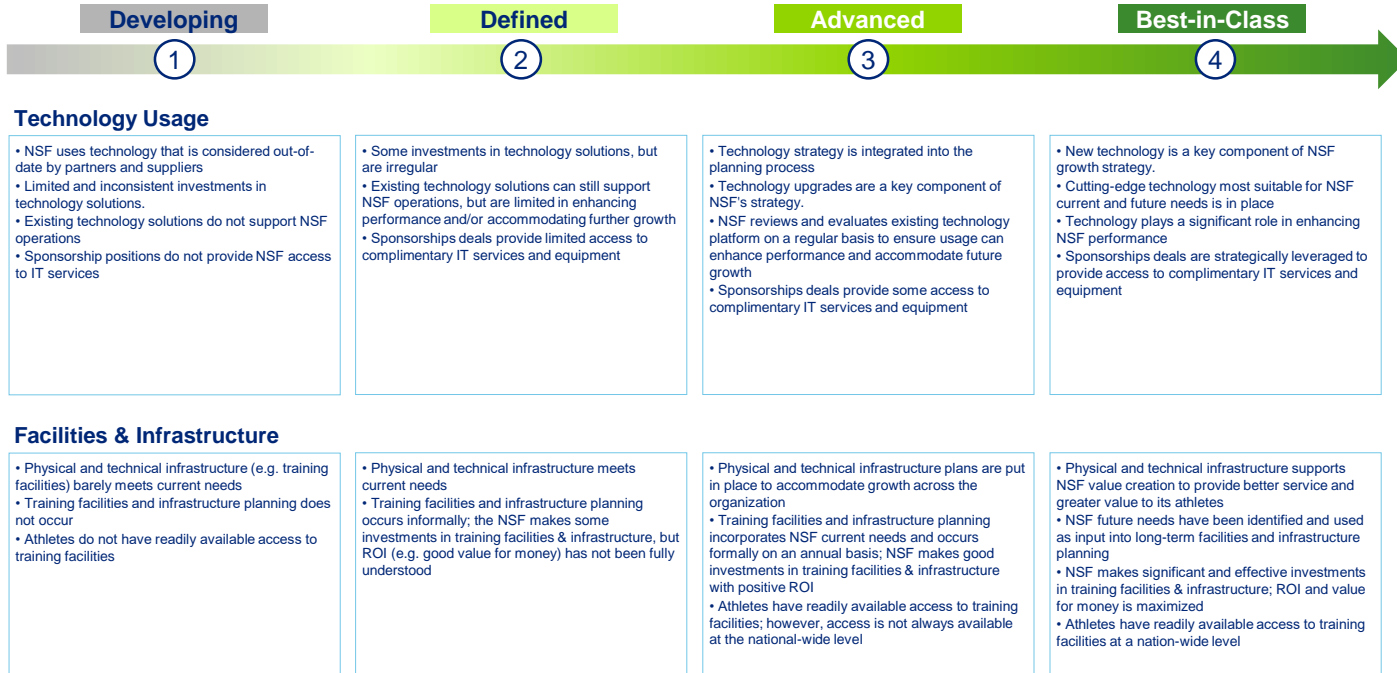 Developing
Defined
Advanced
Best-in-Class
1
2
3
4
Technology Usage
• NSF uses technology that is considered out-of-
date by partners and suppliers
• Limited and inconsistent investments in
technology solutions.
• Existing technology solutions do not support NSF
operations
• Sponsorship positions do not provide NSF access
to IT services
• Some investments in technology solutions, but
are irregular
• Existing technology solutions can still support
NSF operations, but are limited in enhancing
performance and/or accommodating further growth
• Sponsorships deals provide limited access to
complimentary IT services and equipment
• Technology strategy is integrated into the
planning process
• Technology upgrades are a key component of
NSF's strategy.
• NSF reviews and evaluates existing technology
platform on a regular basis to ensure usage can
enhance performance and accommodate future
growth
• Sponsorships deals provide some access to
complimentary IT services and equipment
• New technology is a key component of NSF
growth strategy.
• Cutting-edge technology most suitable for NSF
current and future needs is in place
• Technology plays a significant role in enhancing
NSF performance
• Sponsorships deals are strategically leveraged to
provide access to complimentary IT services and
equipment
Facilities & Infrastructure
• Physical and technical infrastructure (e.g. training
facilities) barely meets current needs
• Training facilities and infrastructure planning does
not occur
• Athletes do not have readily available access to
training facilities
• Physical and technical infrastructure meets
current needs
• Training facilities and infrastructure planning
occurs informally; the NSF makes some
investments in training facilities & infrastructure, but
ROI (e.g. good value for money) has not been fully
understood
• Physical and technical infrastructure plans are put
in place to accommodate growth across the
organization
• Training facilities and infrastructure planning
incorporates NSF current needs and occurs
formally on an annual basis; NSF makes good
investments in training facilities & infrastructure
with positive ROI
• Athletes have readily available access to training
facilities; however, access is not always available
at the national-wide level
• Physical and technical infrastructure supports
NSF value creation to provide better service and
greater value to its athletes
• NSF future needs have been identified and used
as input into long-term facilities and infrastructure
planning
• NSF makes significant and effective investments
in training facilities & infrastructure; ROI and value
for money is maximized
• Athletes have readily available access to training
facilities at a nation-wide level